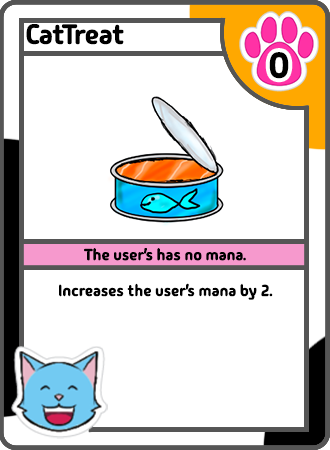 CatTreat
0
The user's has no mana.
Increases the user's mana by 2.